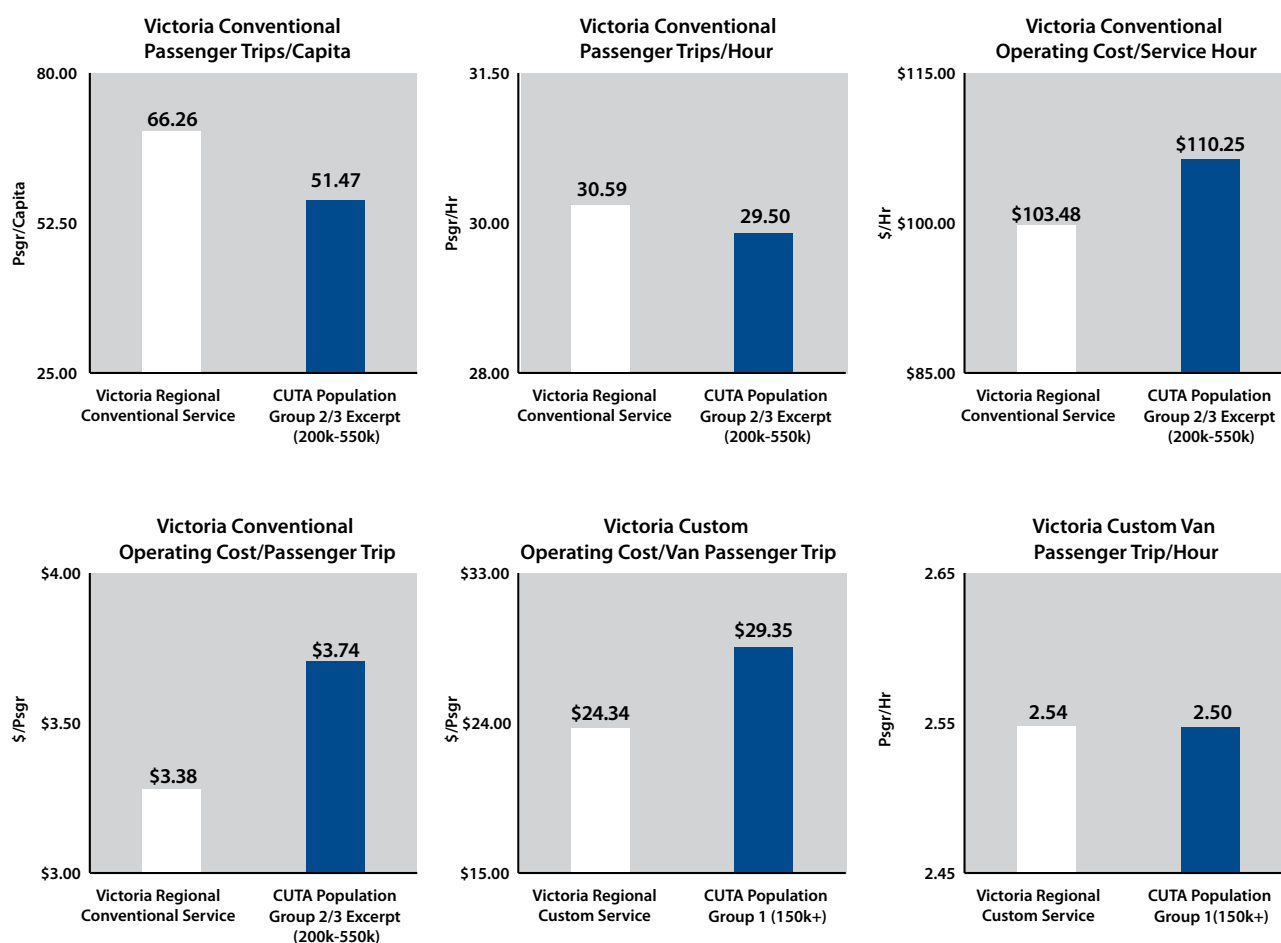 Victoria Conventional
Passenger Trips/Capita
80.00
66.26
51.47
Psgr/Capita
52.50
25.00
Victoria Regional
Conventional Service
CUTA Population
Group 2/3 Excerpt
(200k-550k)
Victoria Conventional
Passenger Trips/Hour
31.50
30.59
29.50
Psgr/Hr
30.00
28.00
Victoria Regional
Conventional Service
CUTA Population
Group 2/3 Excerpt
(200k-550k)
Victoria Conventional
Operating Cost/Service Hour
$115.00
$110.25
$103.48
$/Hr
$100.00
$85.00
Victoria Regional
Conventional Service
CUTA Population
Group 2/3 Excerpt
(200k-550k)
Victoria Conventional
Operating Cost/Passenger Trip
$4.00
$3.74
$3.38
$/Psgr
$3.50
$3.00
Victoria Regional
Conventional Service
CUTA Population
Group 2/3 Excerpt
(200k-550k)
Victoria Custom
Operating Cost/Van Passenger Trip
$33.00
$29.35
$24.34
$/Psgr
$24.00
$15.00
Victoria Regional
Custom Service
CUTA Population
Group 1 (150k+)
Victoria Custom Van
Passenger Trip/Hour
2.65
2.54
2.50
Psgr/Hr
2.55
2.45
Victoria Regional
Custom Service
CUTA Population
Group 1(150k+)